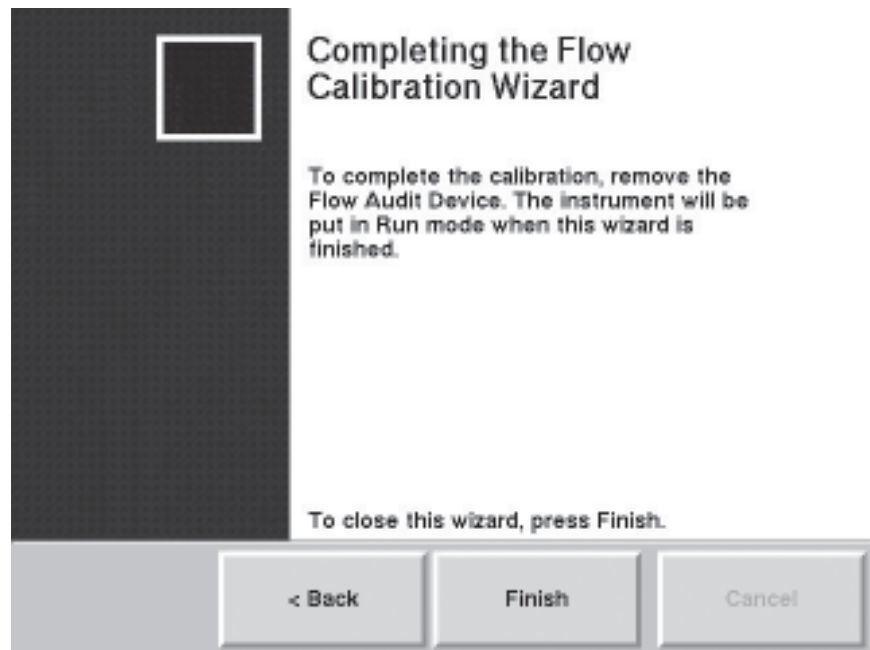 Completing the Flow
Calibration Wizard
To complete the calibration, remove the
Flow Audit Device. The instrument will be
put in Run mode when this wizard is
finished.
To close this wizard, press Finish.
< Back
Finish
Cancel